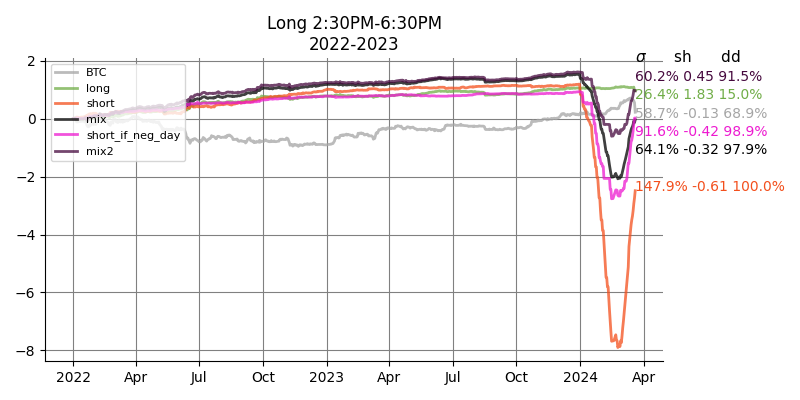 Long 2:30PM-6:30PM
2022-2023
σ sh dd
60.2% 0.45 91.5%
26.4% 1.83 15.0%
58.7% -0.13 68.9%
91.6% -0.42 98.9%
64.1% -0.32 97.9%
147.9% -0.61 100.0%
BTC
long
short
mix
short_if_neg_day
mix2
2
0
−2
−4
−6
−8
2022 Apr Jul Oct 2023 Apr Jul Oct 2024 Apr